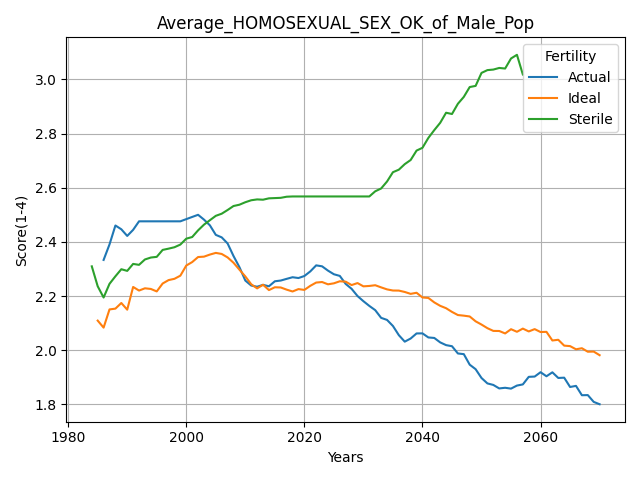 Average_HOMOSEXUAL_SEX_OK_of_Male_Pop
Fertility
Actual
Ideal
Sterile
Score(1-4)
3.0
2.8
2.6
2.4
2.2
2.0
1.8
1980 2000 2020 2040 2060
Years